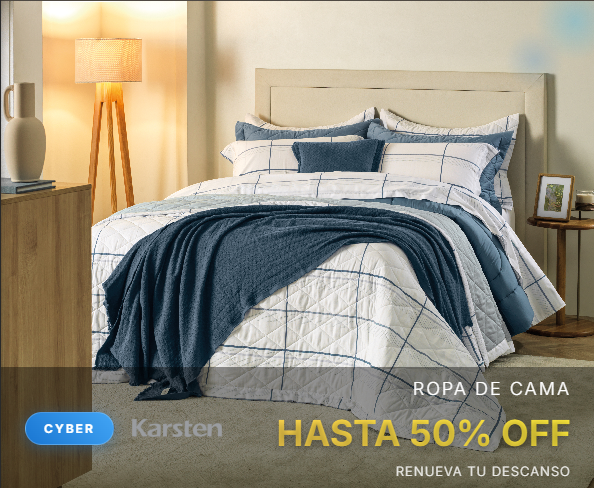 ROPA DE CAMA
CYBER
Karsten
HASTA 50% OFF
RENUEVA TU DESCANSO